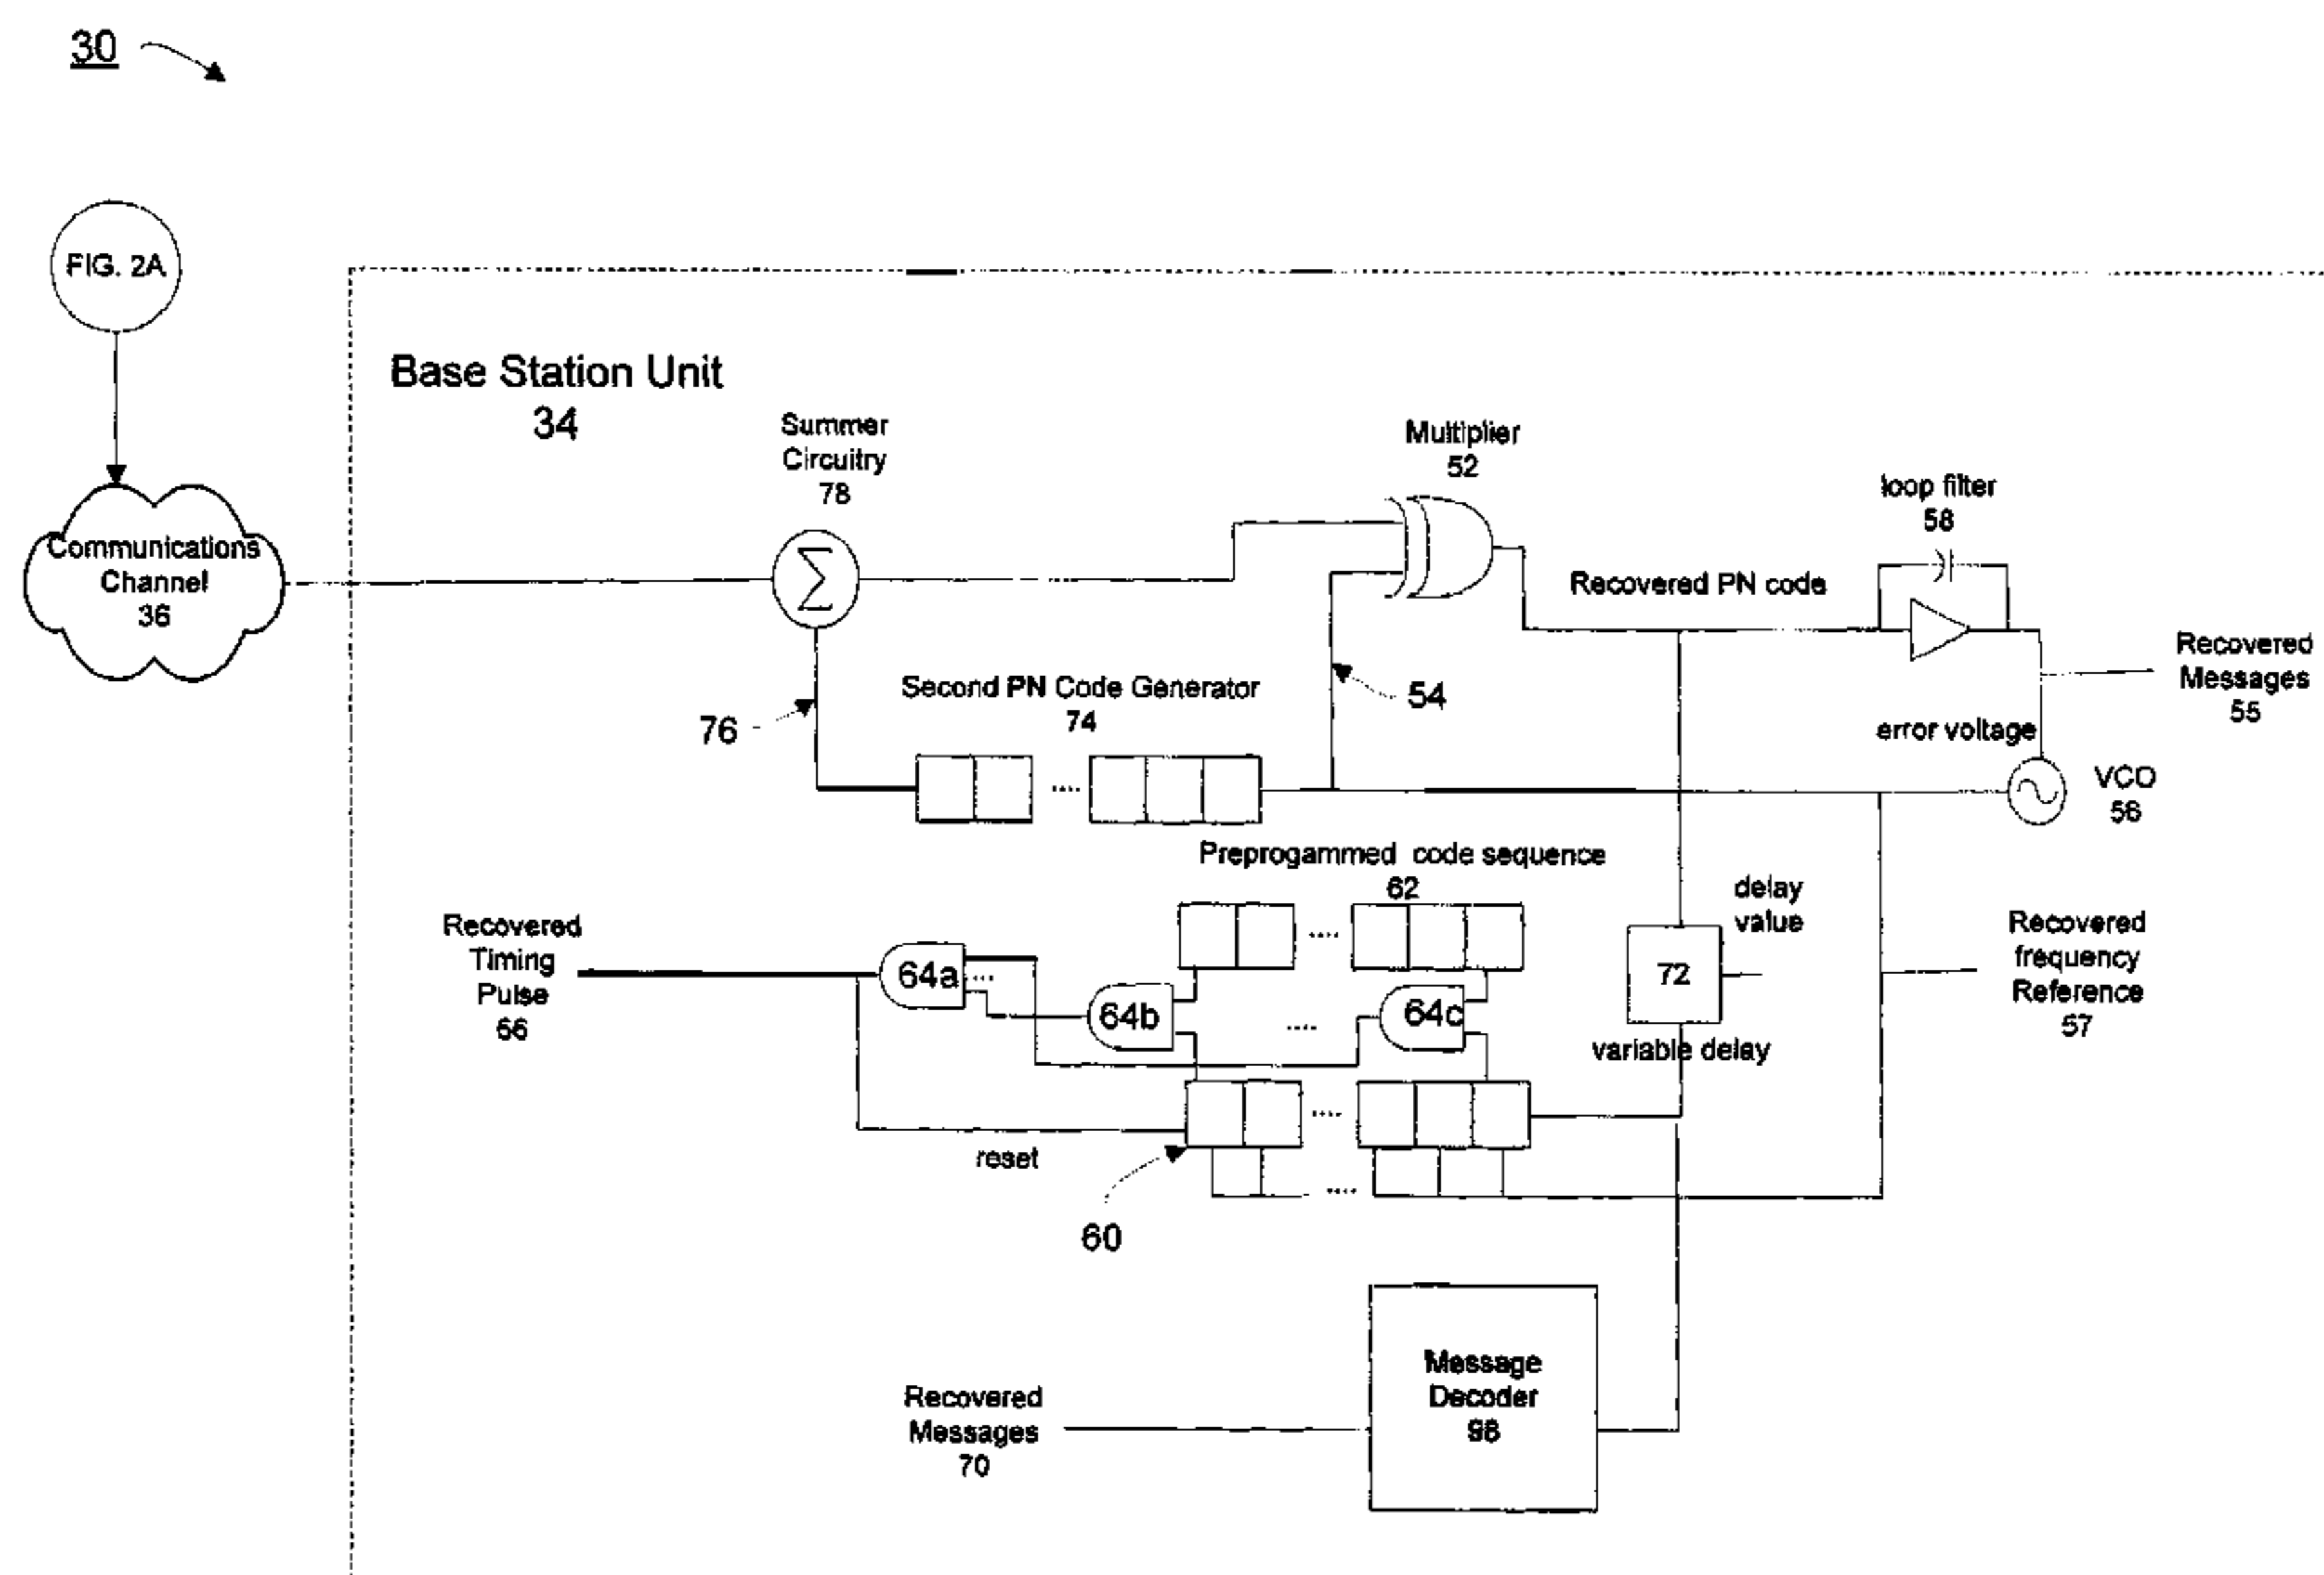 30
FIG. 2A
Communications
Channel
36
Base Station Unit
34
Summer
Circuitry
78
Σ
Multiplier
52
loop filter
58
Recovered PN code
Recovered
Messages
55
error voltage
VCO
56
54
76
Second PN Code Generator
74
....
Preprogammed code sequence
62
....
delay
value
72
variable delay
Recovered
frequency
Reference
57
Recovered
Timing
Pulse
66
64a
...
64b
....
64c
....
reset
....
60
Message
Decoder
98
Recovered
Messages
70